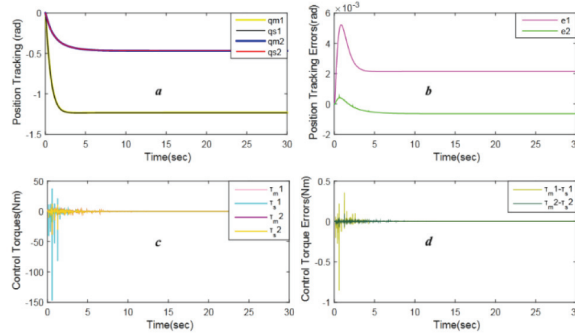 Position Tracking (rad)
0
-0.5
-1
-1.5
qm1
qs1
qm2
qs2
a
0 5 10 15 20 25 30
Time(sec)
Position Tracking Errors(rad)
×10⁻³
6
4
2
0
-2
e1
e2
b
0 5 10 15 20 25 30
Time(sec)
Control Torques(Nm)
50
0
-50
-100
-150
τm1
τs1
τm2
τs2
c
0 5 10 15 20 25 30
Time(sec)
Control Torque Errors(Nm)
0.5
0
-0.5
-1
τm1-τs1
τm2-τs2
d
0 5 10 15 20 25 30
Time(sec)